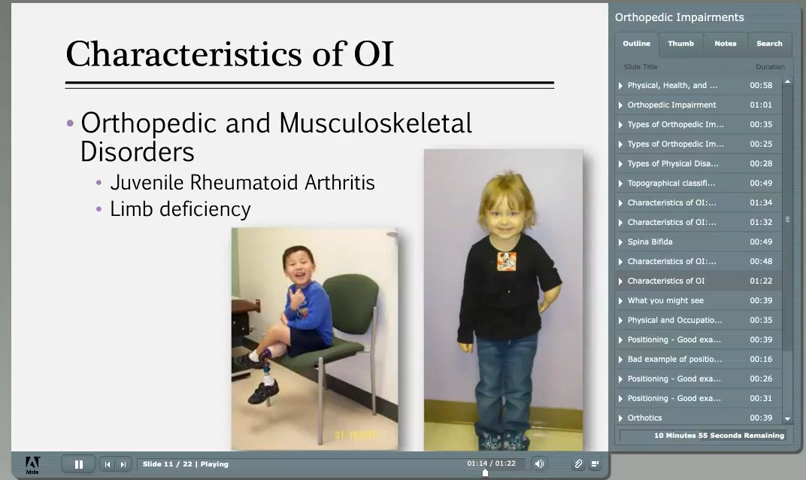 Characteristics of OI
• Orthopedic and Musculoskeletal
Disorders
• Juvenile Rheumatoid Arthritis
• Limb deficiency
Adobe
Slide 11 / 22 | Playing
01:14 / 01:22
Orthopedic Impairments
Outline Thumb Notes Search
Slide Title Duration
Physical, Health, and ... 00:58
Orthopedic Impairment 01:01
Types of Orthopedic Im... 00:35
Types of Orthopedic Im... 00:25
Types of Physical Disa... 00:28
Topographical classifi... 00:49
Characteristics of OI:... 01:34
Characteristics of OI:... 01:32
Spina Bifida 00:49
Characteristics of OI:... 00:48
Characteristics of OI 01:22
What you might see 00:39
Physical and Occupatio... 00:35
Positioning - Good exa... 00:39
Bad example of positio... 00:16
Positioning - Good exa... 00:26
Positioning - Good exa... 00:31
Orthotics 00:39
10 Minutes 55 Seconds Remaining